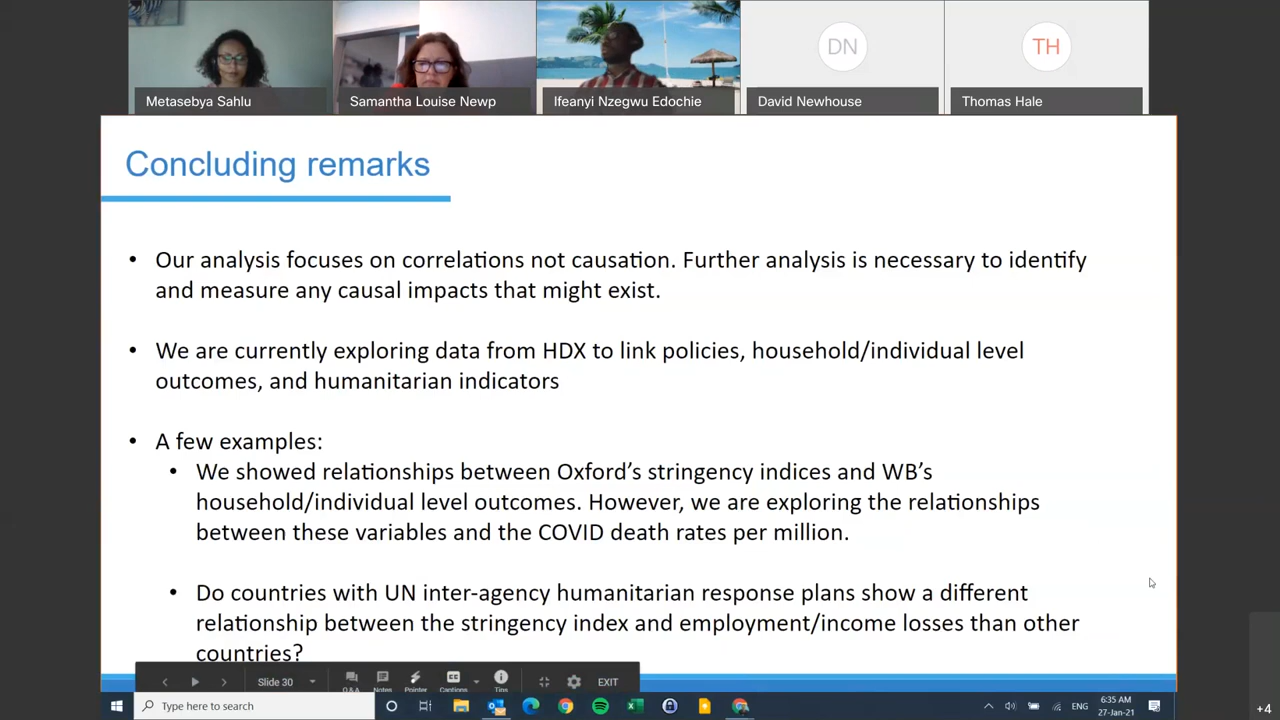 DN
TH
Metasebya Sahlu
Samantha Louise Newp
Ifeanyi Nzegwu Edochie
David Newhouse
Thomas Hale
Concluding remarks
• Our analysis focuses on correlations not causation. Further analysis is necessary to identify
and measure any causal impacts that might exist.
• We are currently exploring data from HDX to link policies, household/individual level
outcomes, and humanitarian indicators
• A few examples:
• We showed relationships between Oxford’s stringency indices and WB’s
household/individual level outcomes. However, we are exploring the relationships
between these variables and the COVID death rates per million.
• Do countries with UN inter-agency humanitarian response plans show a different
relationship between the stringency index and employment/income losses than other
countries?
Slide 30
Q&A
Notes
Pointer
Captions
Tips
EXIT
Type here to search
ENG
6:35 AM
27-Jan-21
+4